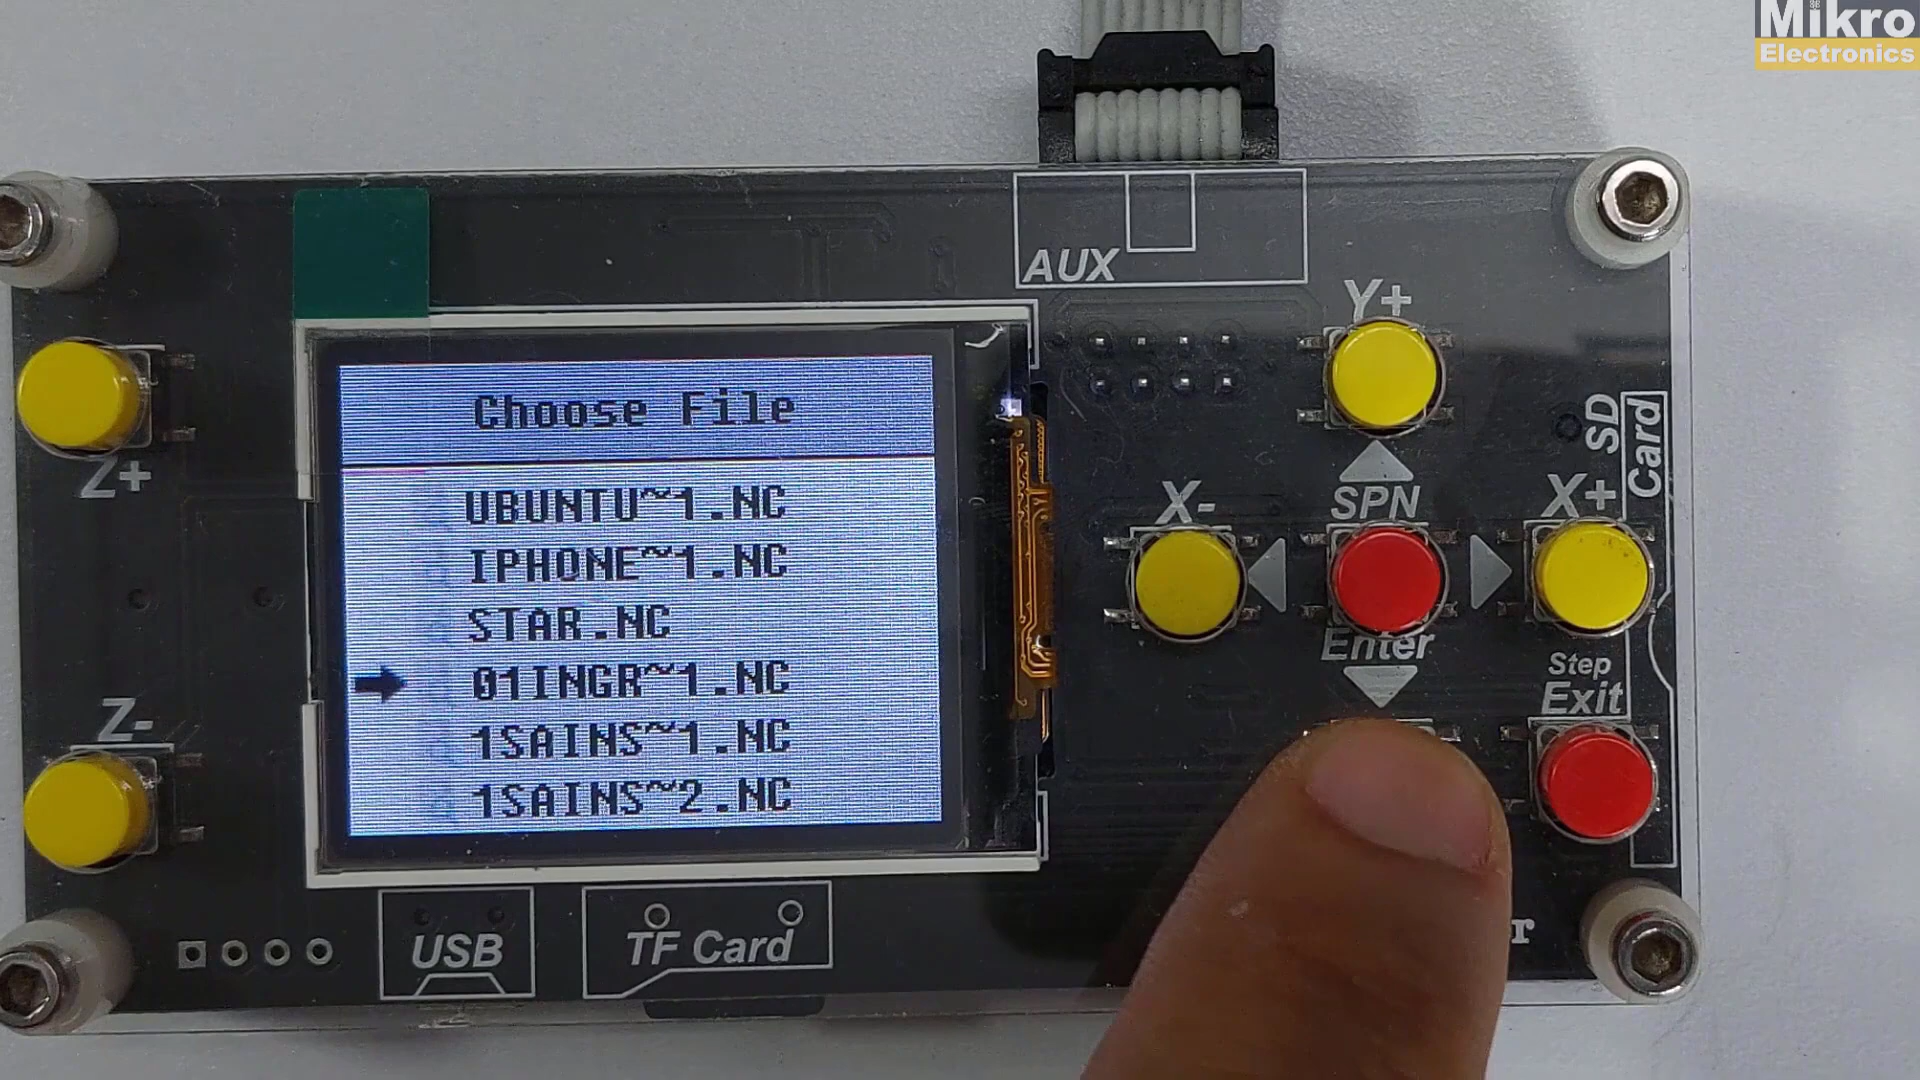 Mikro
Electronics
AUX
Y+
SD
Card
Z+
Choose File
UBUNTU~1.NC
IPHONE~1.NC
STAR.NC
01INGR~1.NC
1SAINS~1.NC
1SAINS~2.NC
X-
SPN
X+
Enter
Step
Exit
Z-
USB
TF Card